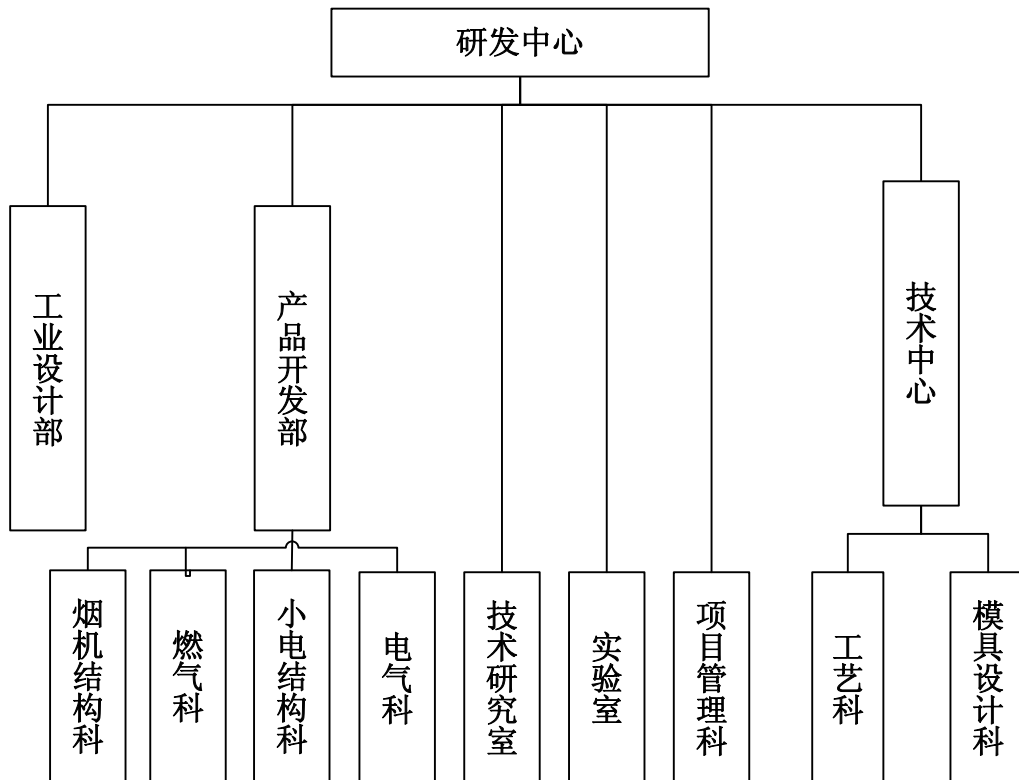 研发中心
工业设计部
产品开发部
技术中心
烟机结构科
燃气科
小电结构科
电气科
技术研究室
实验室
项目管理科
工艺科
模具设计科